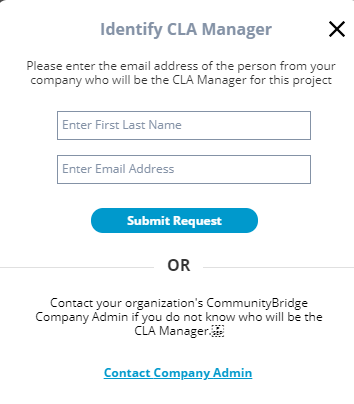 Identify CLA Manager
Please enter the email address of the person from your
company who will be the CLA Manager for this project
Enter First Last Name
Enter Email Address
Submit Request
OR
Contact your organization's CommunityBridge
Company Admin if you do not know who will be the
CLA Manager.
Contact Company Admin